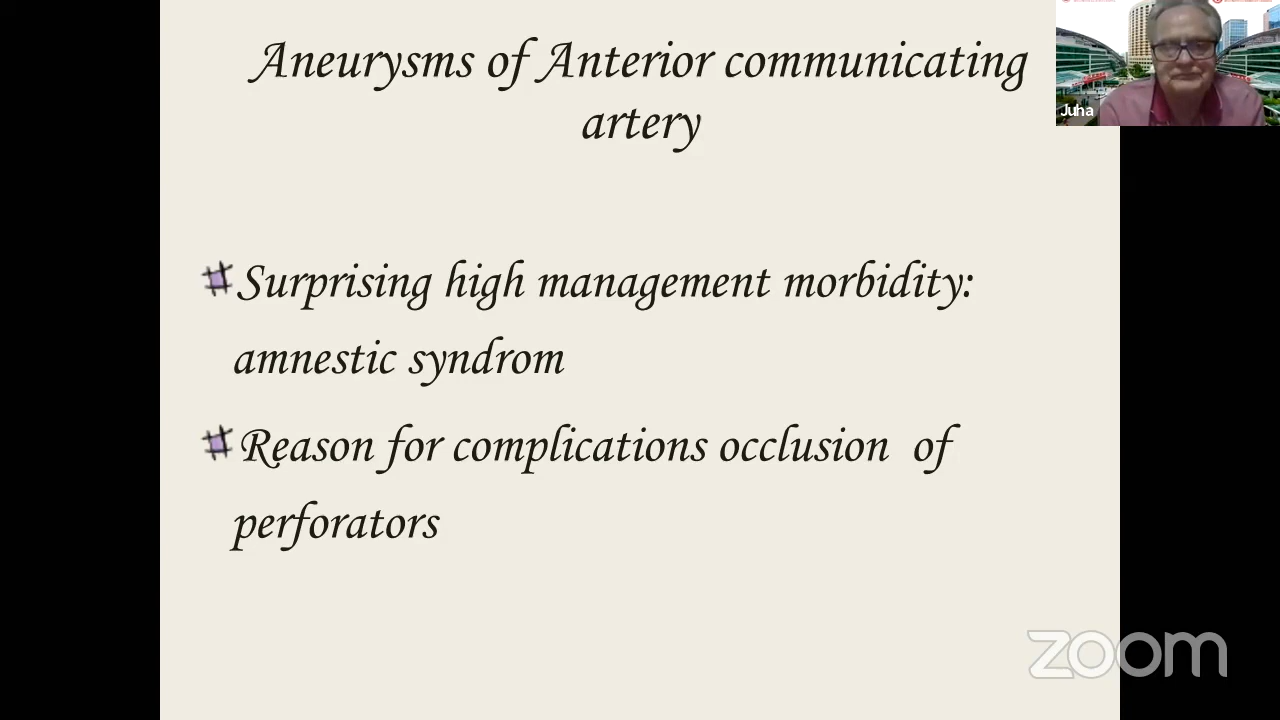 Aneurysms of Anterior communicating
artery
Juha
Surprising high management morbidity:
amnestic syndrom
Reason for complications occlusion of
perforators
zoom